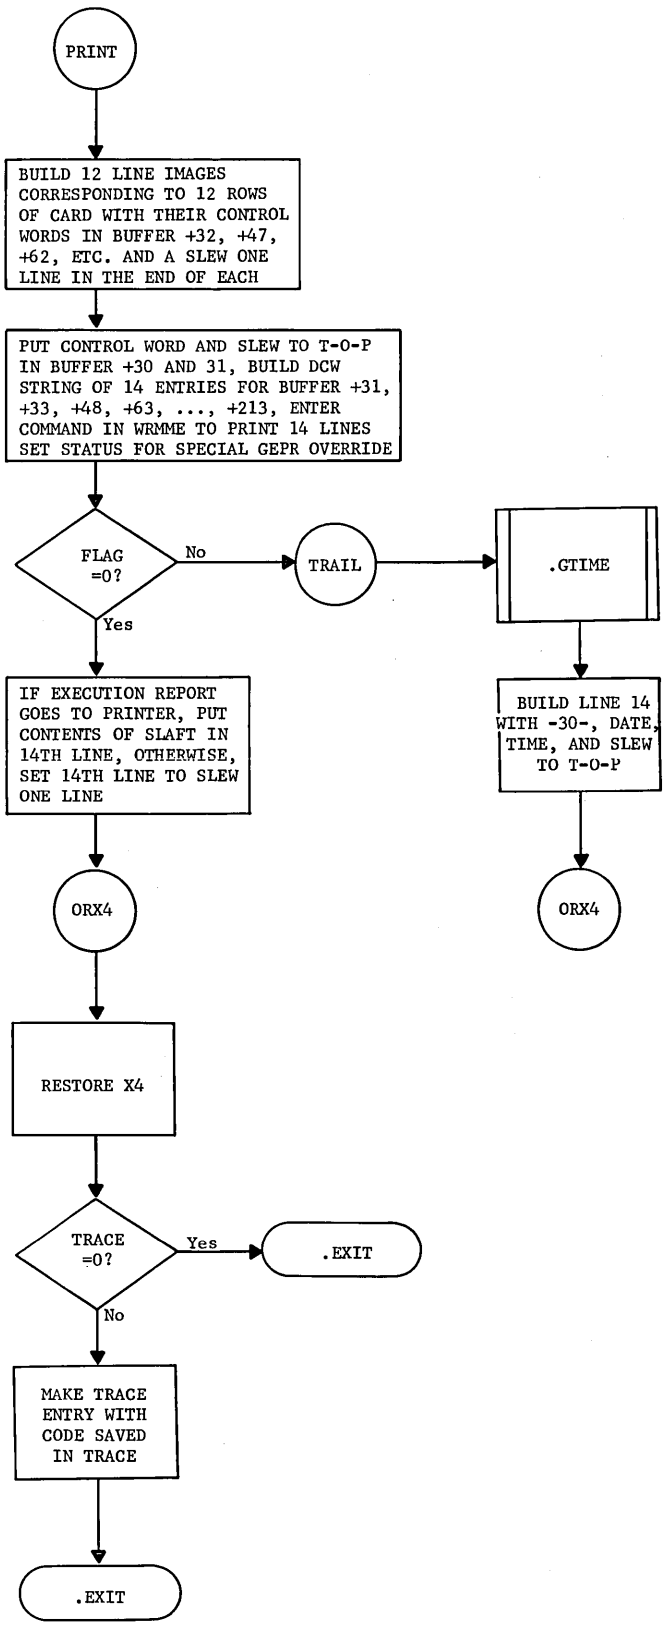 PRINT
BUILD 12 LINE IMAGES
CORRESPONDING TO 12 ROWS
OF CARD WITH THEIR CONTROL
WORDS IN BUFFER +32, +47,
+62, ETC. AND A SLEW ONE
LINE IN THE END OF EACH
PUT CONTROL WORD AND SLEW TO T-O-P
IN BUFFER +30 AND 31, BUILD DCW
STRING OF 14 ENTRIES FOR BUFFER +31,
+33, +48, +63, ..., +213, ENTER
COMMAND IN WRMME TO PRINT 14 LINES
SET STATUS FOR SPECIAL GEPR OVERRIDE
FLAG
=0?
No
TRAIL
.GTIME
Yes
IF EXECUTION REPORT
GOES TO PRINTER, PUT
CONTENTS OF SLAFT IN
14TH LINE, OTHERWISE,
SET 14TH LINE TO SLEW
ONE LINE
BUILD LINE 14
WITH -30-, DATE,
TIME, AND SLEW
TO T-O-P
ORX4
ORX4
RESTORE X4
TRACE
=0?
Yes
.EXIT
No
MAKE TRACE
ENTRY WITH
CODE SAVED
IN TRACE
.EXIT